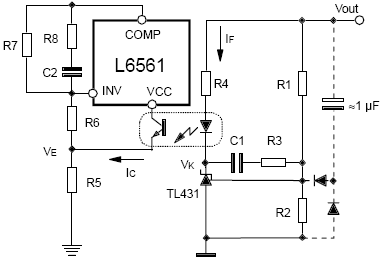 Vout
R7
R8
COMP
L6561
C2
INV
VCC
IF
R4
R1
≈1 µF
R6
VE
IC
R5
VK
C1
R3
TL431
R2